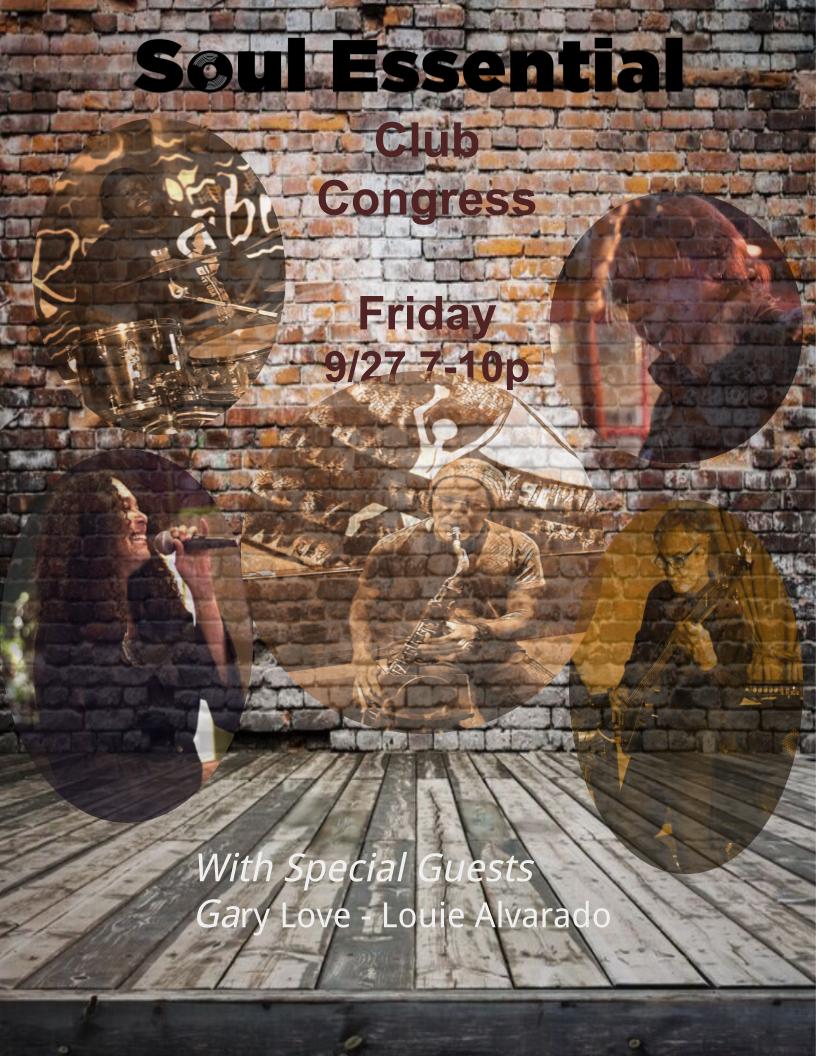 Soul Essential
Club
Congress
Friday
9/27 7-10p
With Special Guests
Gary Love - Louie Alvarado